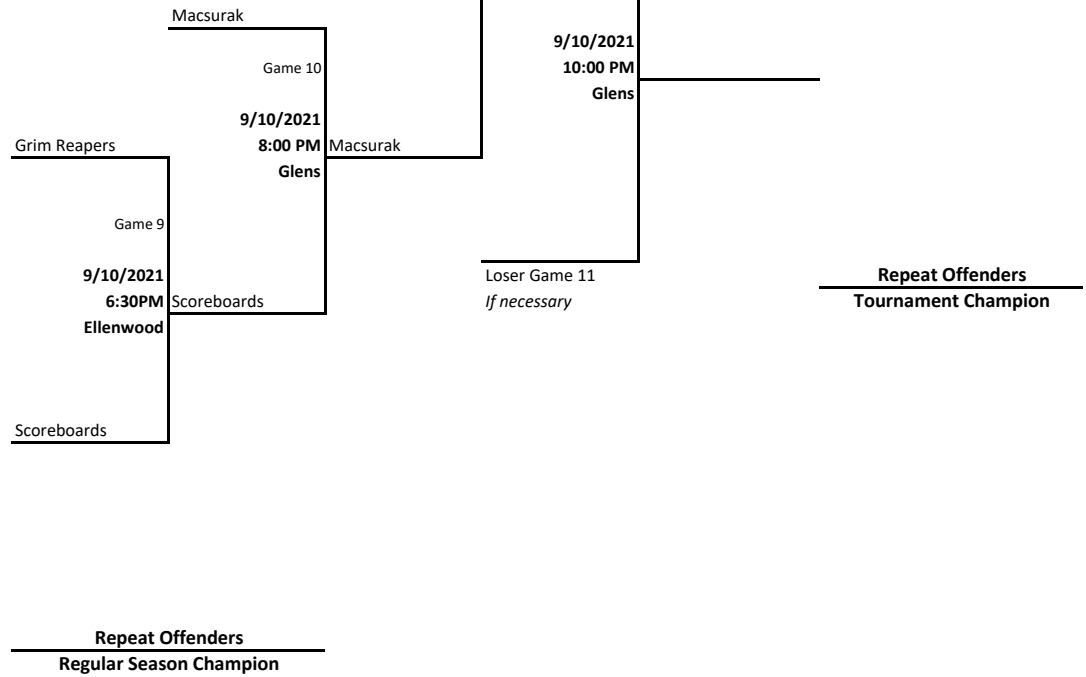 Macsurak
9/10/2021
Game 10
10:00 PM
Glens
9/10/2021
Grim Reapers
8:00 PM
Macsurak
Glens
Game 9
9/10/2021
Loser Game 11
Repeat Offenders
6:30PM
Scoreboards
If necessary
Tournament Champion
Ellenwood
Scoreboards
Repeat Offenders
Regular Season Champion